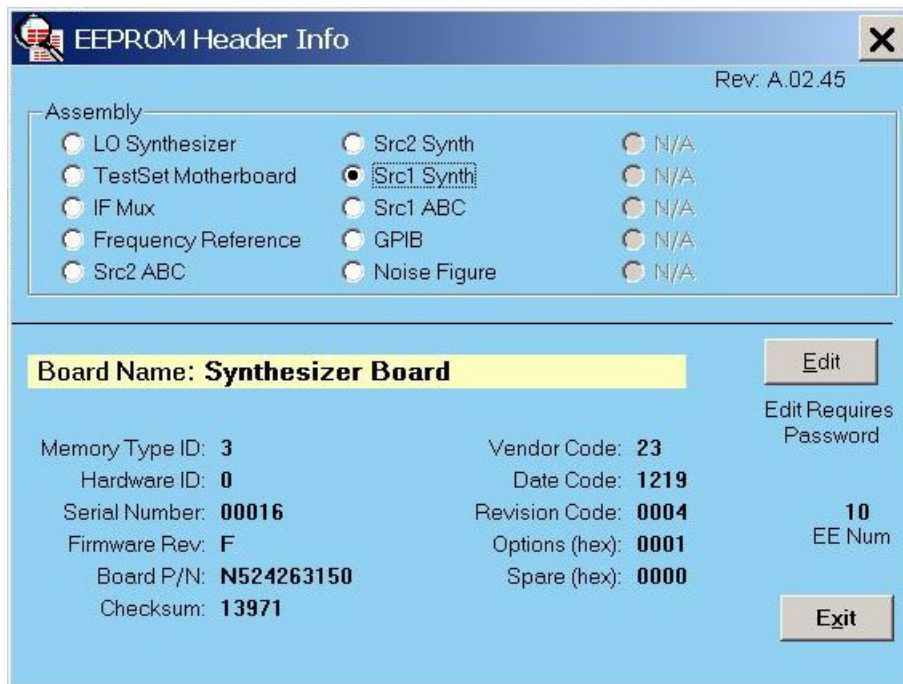 EEPROM Header Info
Rev: A.02.45
Assembly
LO Synthesizer Src2 Synth N/A
TestSet Motherboard Src1 Synth N/A
IF Mux Src1 ABC N/A
Frequency Reference GPIB N/A
Src2 ABC Noise Figure N/A
Board Name: Synthesizer Board
Edit
Edit Requires
Password
Memory Type ID: 3 Vendor Code: 23
Hardware ID: 0 Date Code: 1219
Serial Number: 00016 Revision Code: 0004 10
Firmware Rev: F Options (hex): 0001 EE Num
Board P/N: N524263150 Spare (hex): 0000
Checksum: 13971
Exit